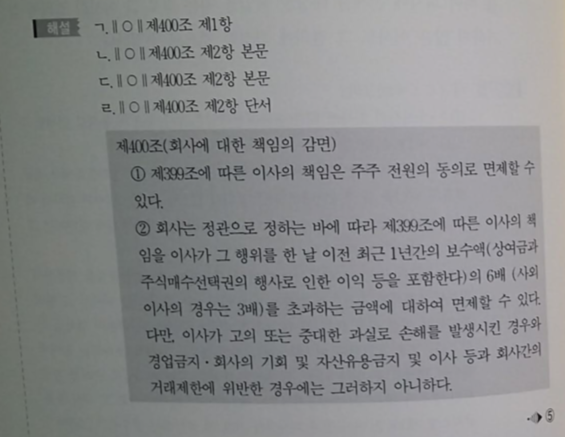 해설 ㄱ.‖○‖제400조 제1항
ㄴ.‖○‖제400조 제2항 본문
ㄷ.‖○‖제400조 제2항 본문
ㄹ.‖○‖제400조 제2항 단서
제400조(회사에 대한 책임의 감면)
① 제399조에 따른 이사의 책임은 주주 전원의 동의로 면제할 수
있다.
② 회사는 정관으로 정하는 바에 따라 제399조에 따른 이사의 책
임을 이사가 그 행위를 한 날 이전 최근 1년간의 보수액(상여금과
주식매수선택권의 행사로 인한 이익 등을 포함한다)의 6배 (사외
이사의 경우는 3배)를 초과하는 금액에 대하여 면제할 수 있다.
다만, 이사가 고의 또는 중대한 과실로 손해를 발생시킨 경우와
경업금지·회사의 기회 및 자산유용금지 및 이사 등과 회사간의
거래제한에 위반한 경우에는 그러하지 아니하다.
⑤